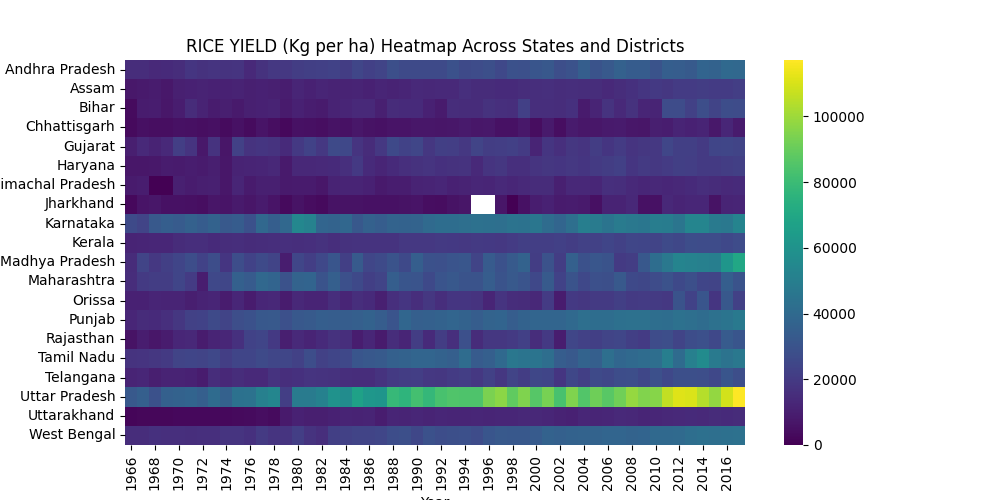 RICE YIELD (Kg per ha) Heatmap Across States and Districts
Andhra Pradesh
Assam
Bihar
Chhattisgarh
Gujarat
Haryana
imachal Pradesh
Jharkhand
Karnataka
Kerala
Madhya Pradesh
Maharashtra
Orissa
Punjab
Rajasthan
Tamil Nadu
Telangana
Uttar Pradesh
Uttarakhand
West Bengal
1966 1968 1970 1972 1974 1976 1978 1980 1982 1984 1986 1988 1990 1992 1994 1996 1998 2000 2002 2004 2006 2008 2010 2012 2014 2016
Year
100000
80000
60000
40000
20000
0